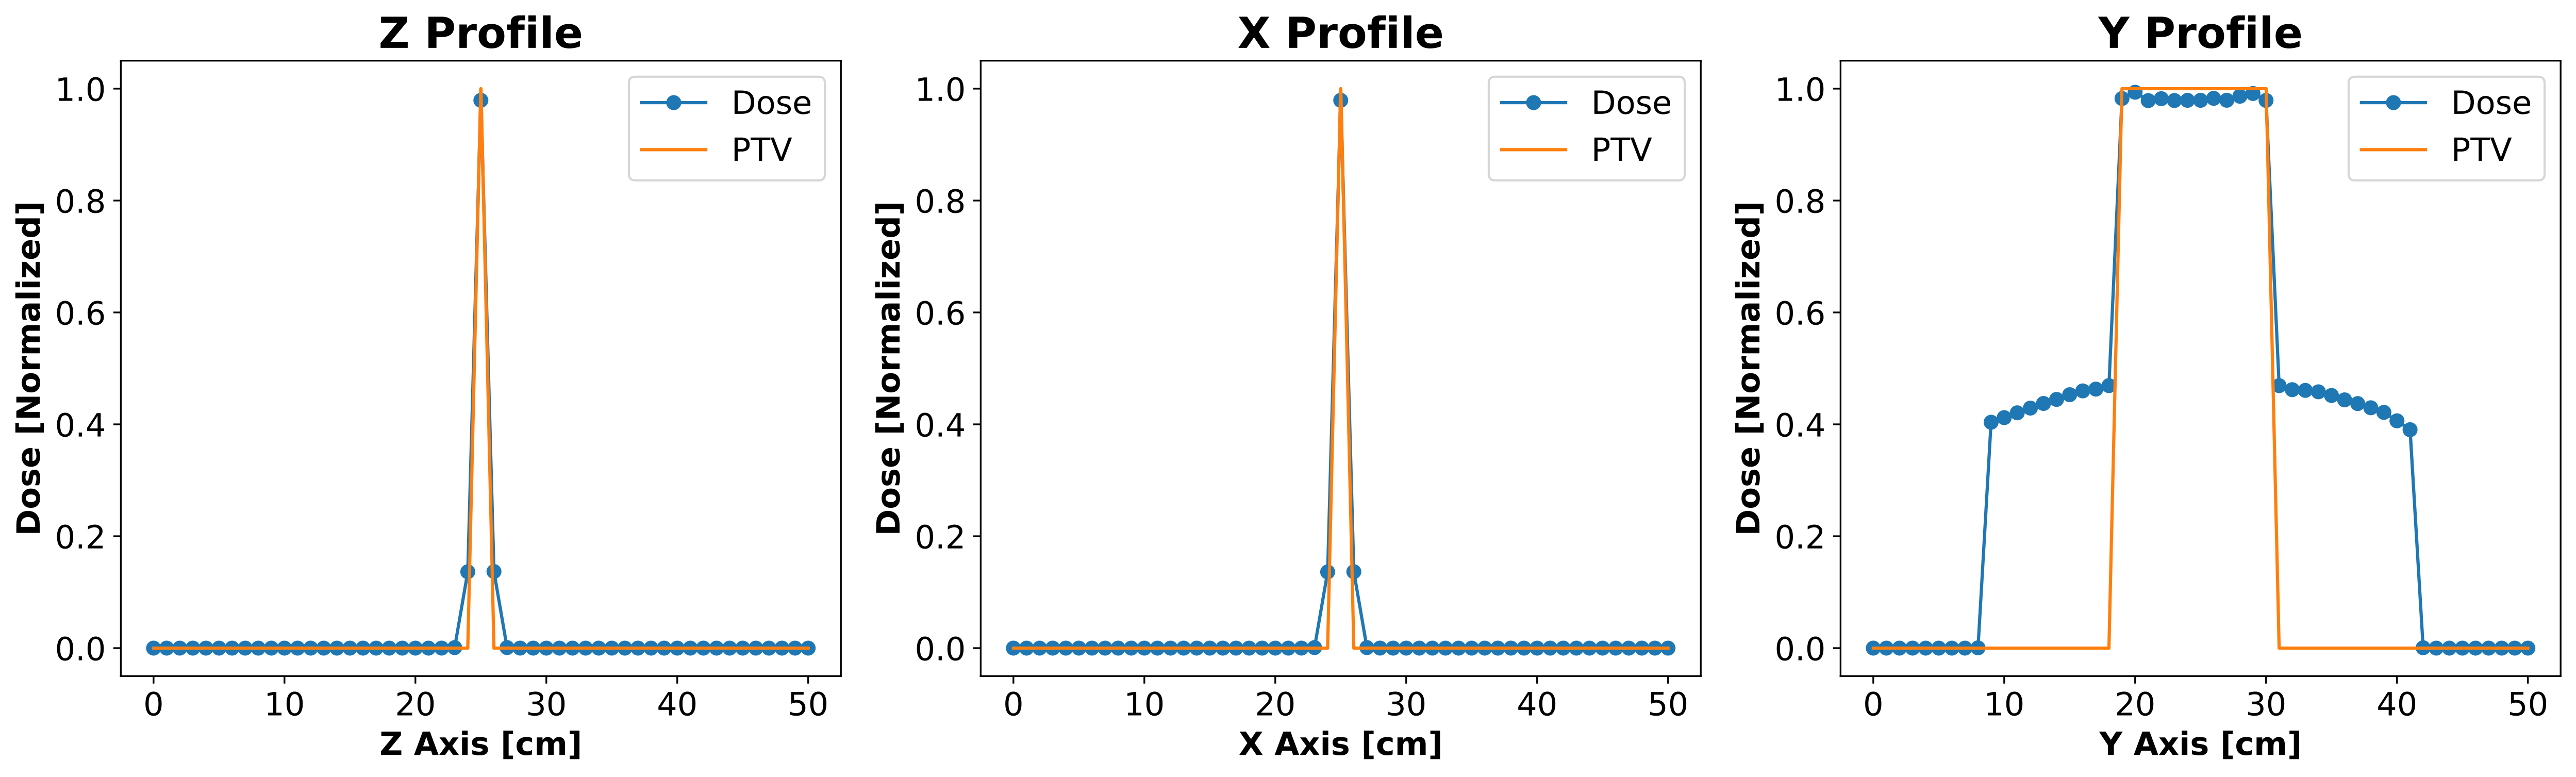 Z Profile
Dose [Normalized]
1.0
0.8
0.6
0.4
0.2
0.0
0 10 20 30 40 50
Z Axis [cm]
Dose
PTV
X Profile
Dose [Normalized]
1.0
0.8
0.6
0.4
0.2
0.0
0 10 20 30 40 50
X Axis [cm]
Dose
PTV
Y Profile
Dose [Normalized]
1.0
0.8
0.6
0.4
0.2
0.0
0 10 20 30 40 50
Y Axis [cm]
Dose
PTV